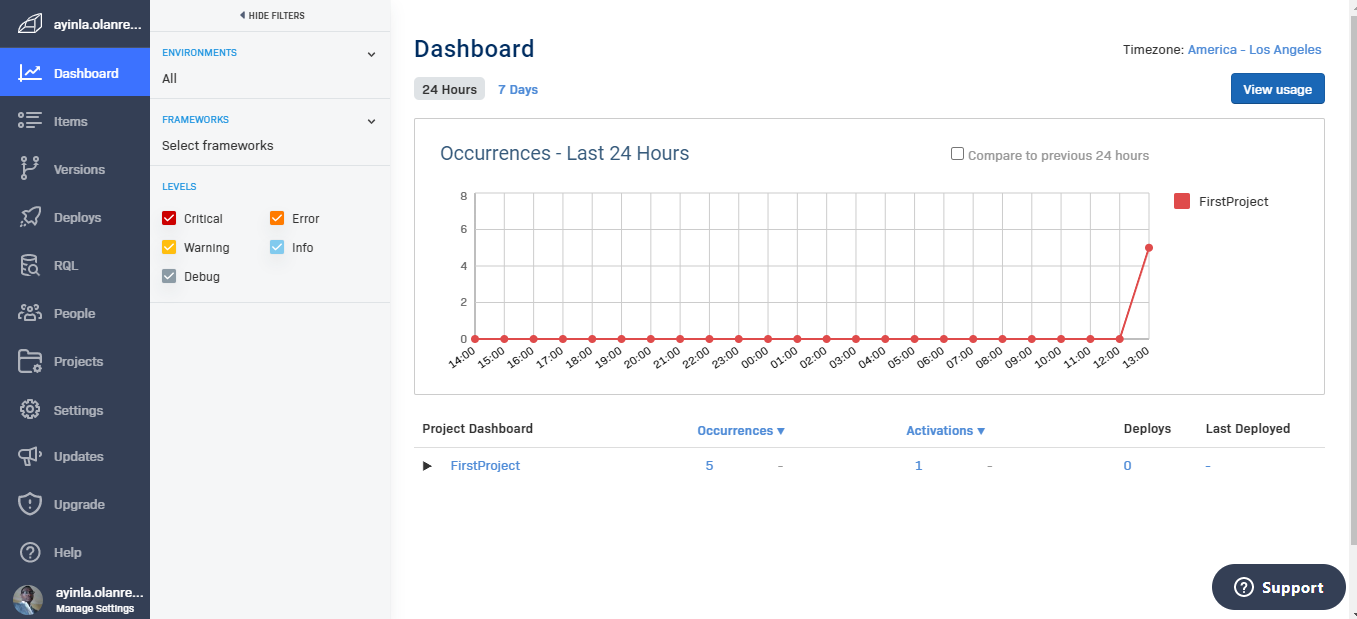 ayinla.olanre...
Dashboard
Items
Versions
Deploys
RQL
People
Projects
Settings
Updates
Upgrade
Help
ayinla.olanre...
Manage Settings
HIDE FILTERS
ENVIRONMENTS
All
FRAMEWORKS
Select frameworks
LEVELS
Critical Error
Warning Info
Debug
Dashboard
Timezone: America - Los Angeles
24 Hours 7 Days
View usage
Occurrences - Last 24 Hours
Compare to previous 24 hours
8
6
4
2
0
14:00 15:00 16:00 17:00 18:00 19:00 20:00 21:00 22:00 23:00 00:00 01:00 02:00 03:00 04:00 05:00 06:00 07:00 08:00 09:00 10:00 11:00 12:00 13:00
FirstProject
Project Dashboard Occurrences ▼ Activations ▼ Deploys Last Deployed
▶ FirstProject 5 - 1 - 0 -
Support